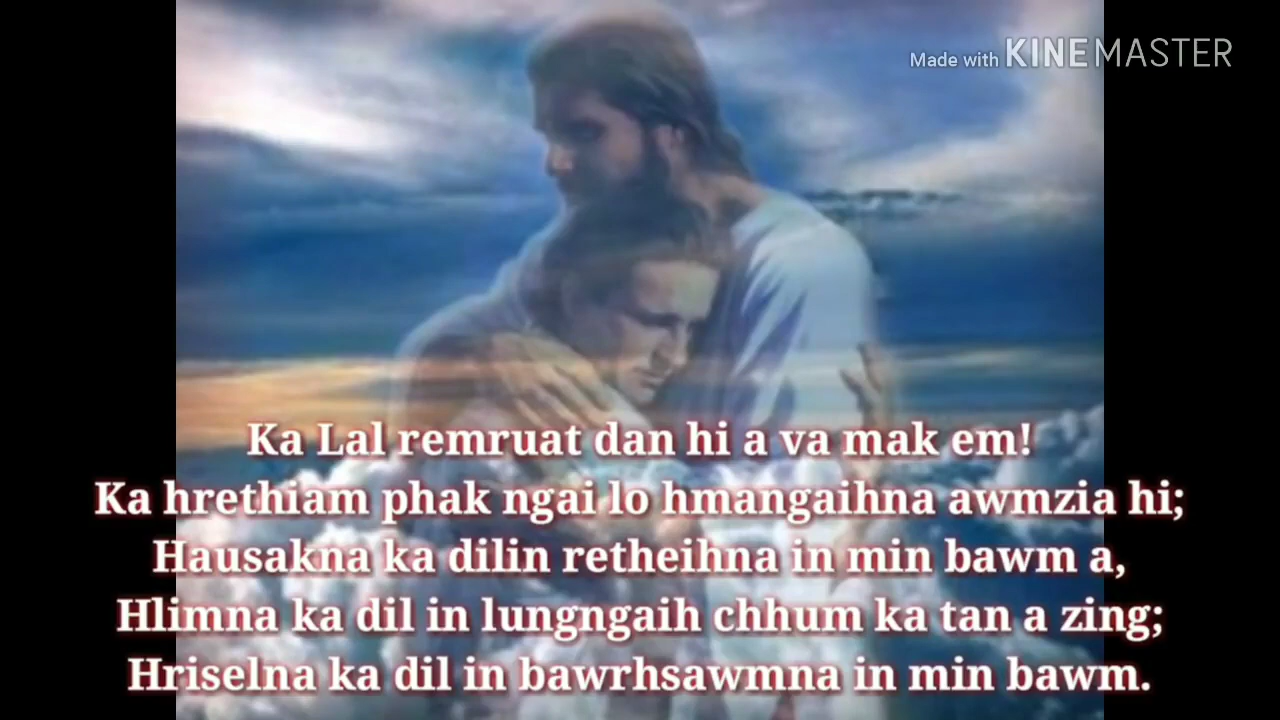 Made with KINEMASTER
Ka Lal remruat dan hi a va mak em!
Ka hrethiam phak ngai lo hmangaihna awmzia hi;
Hausakna ka dilin retheihna in min bawm a,
Hlimna ka dil in lungngaih chhum ka tan a zing;
Hriselna ka dil in bawrhsawmna in min bawm.